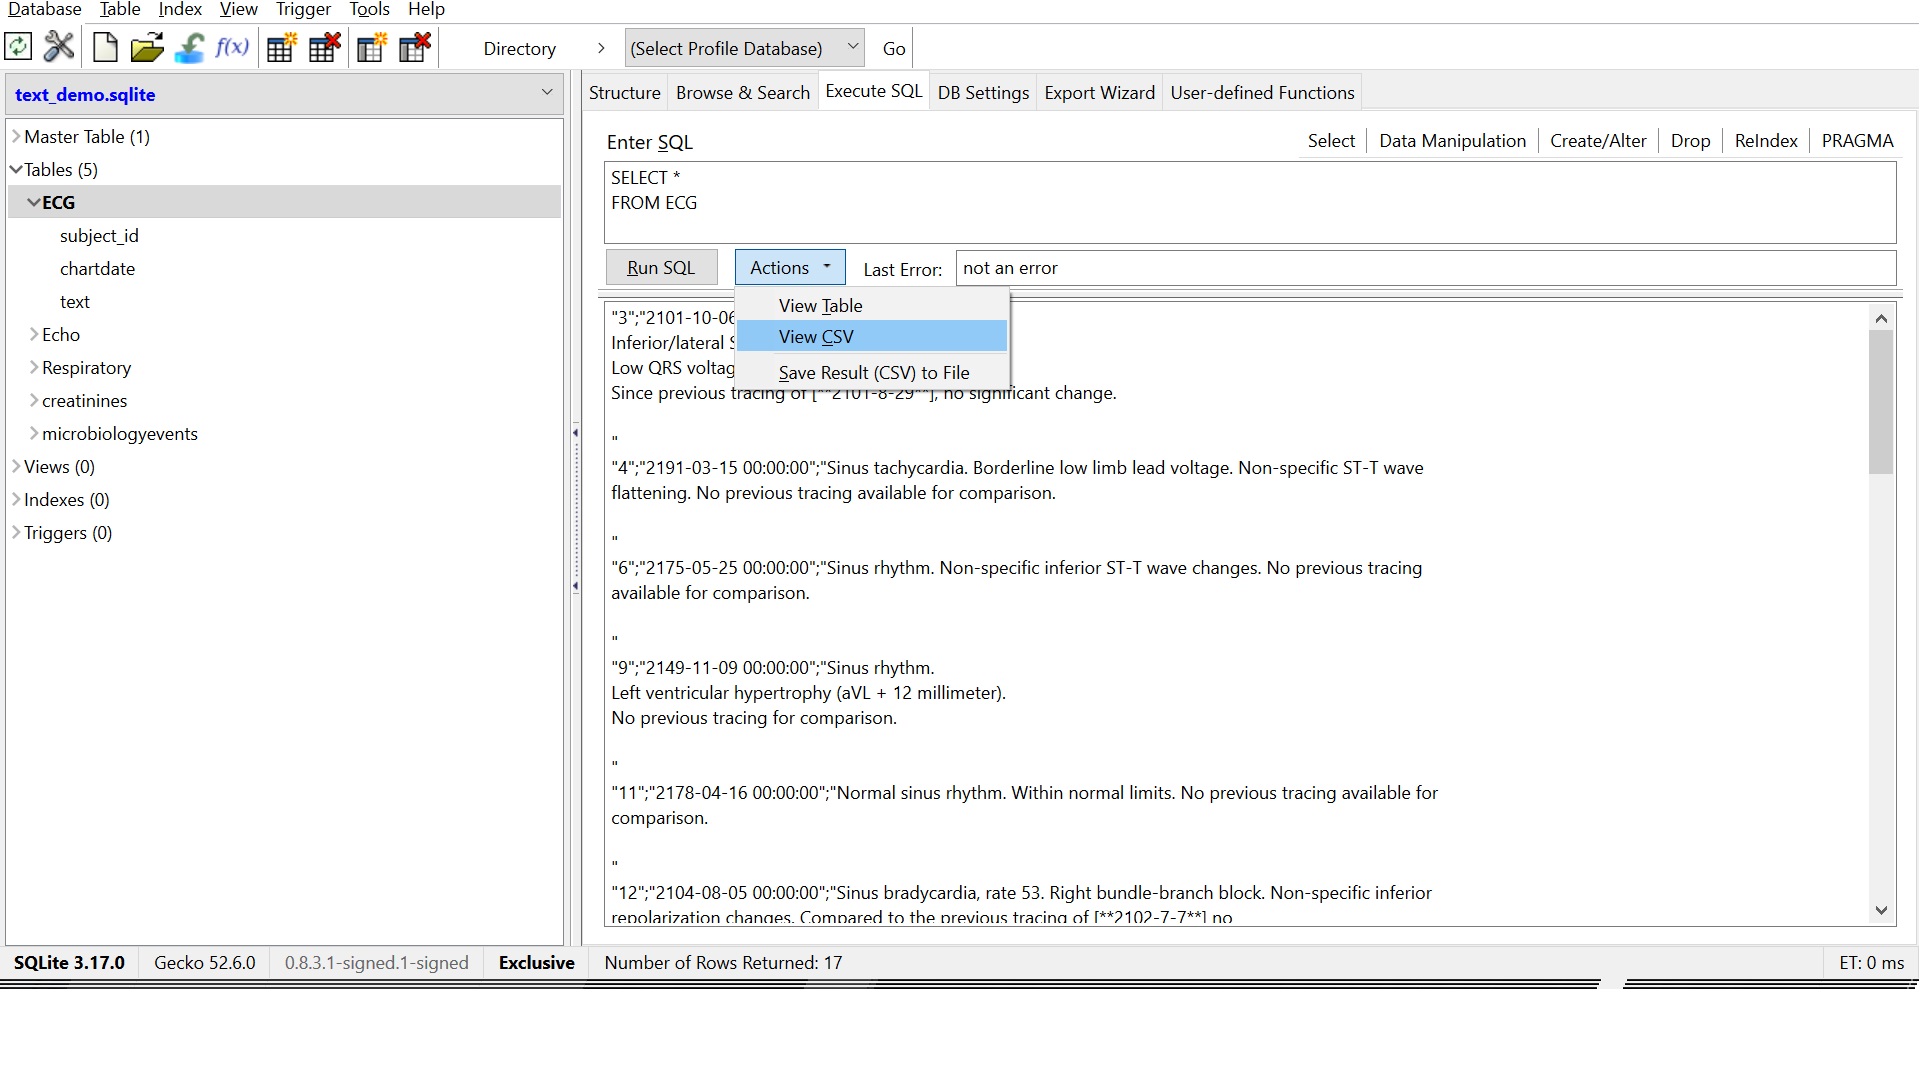 Database Table Index View Trigger Tools Help
f(x) Directory (Select Profile Database) Go
text_demo.sqlite
Master Table (1)
Tables (5)
ECG
subject_id
chartdate
text
Echo
Respiratory
creatinines
microbiologyevents
Views (0)
Indexes (0)
Triggers (0)
Structure Browse & Search Execute SQL DB Settings Export Wizard User-defined Functions
Enter SQL Select Data Manipulation Create/Alter Drop ReIndex PRAGMA
SELECT *
FROM ECG
Run SQL Actions Last Error: not an error
View Table
View CSV
Save Result (CSV) to File
"3";"2101-10-06
Inferior/lateral
Low QRS voltag
Since previous tracing of [**2101-8-29**], no significant change.
"
"4";"2191-03-15 00:00:00";"Sinus tachycardia. Borderline low limb lead voltage. Non-specific ST-T wave
flattening. No previous tracing available for comparison.
"
"6";"2175-05-25 00:00:00";"Sinus rhythm. Non-specific inferior ST-T wave changes. No previous tracing
available for comparison.
"
"9";"2149-11-09 00:00:00";"Sinus rhythm.
Left ventricular hypertrophy (aVL + 12 millimeter).
No previous tracing for comparison.
"
"11";"2178-04-16 00:00:00";"Normal sinus rhythm. Within normal limits. No previous tracing available for
comparison.
"
"12";"2104-08-05 00:00:00";"Sinus bradycardia, rate 53. Right bundle-branch block. Non-specific inferior
repolarization changes. Compared to the previous tracing of [**2102-7-7**] no
SQLite 3.17.0 Gecko 52.6.0 0.8.3.1-signed.1-signed Exclusive Number of Rows Returned: 17 ET: 0 ms